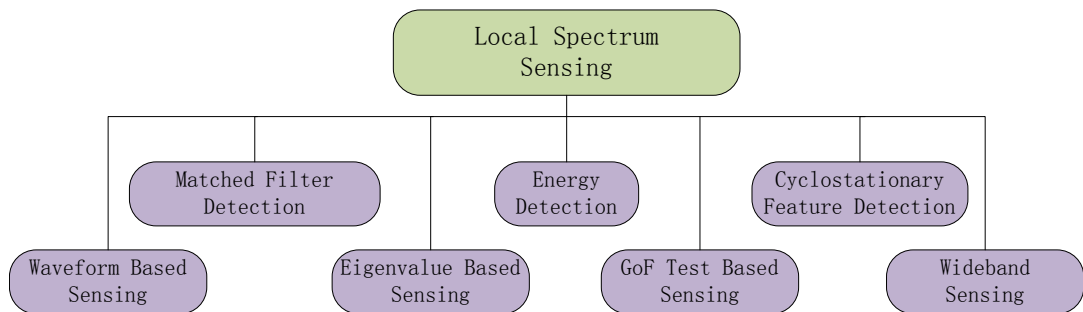 Local Spectrum
Sensing
Matched Filter
Detection
Energy
Detection
Cyclostationary
Feature Detection
Waveform Based
Sensing
Eigenvalue Based
Sensing
GoF Test Based
Sensing
Wideband
Sensing